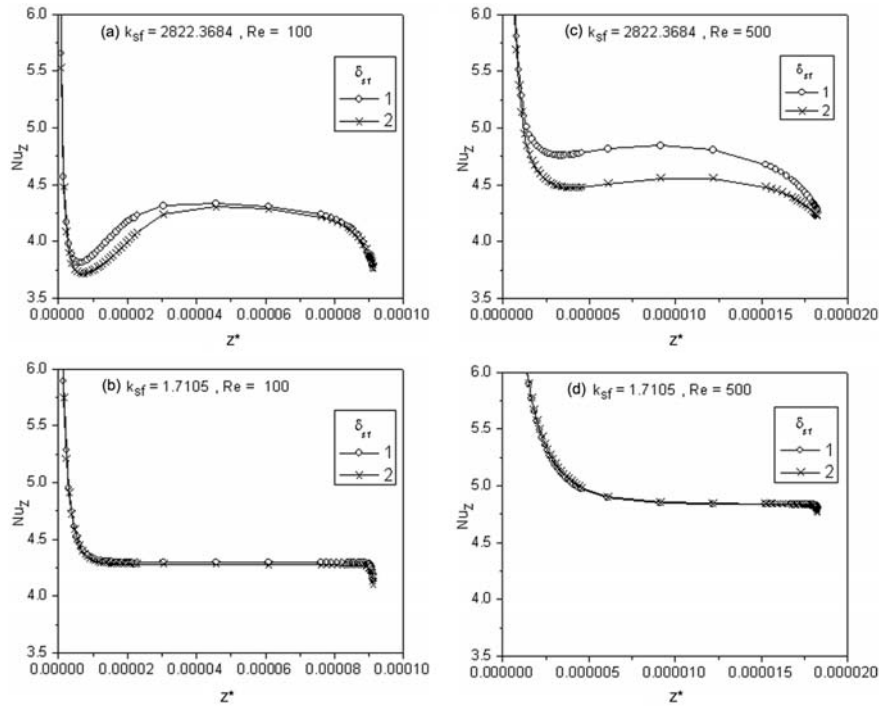 (a) k_sf = 2822.3684 , Re = 100
δ_sf
1
2
Nu_Z
6.0
5.5
5.0
4.5
4.0
3.5
0.00000 0.00002 0.00004 0.00006 0.00008 0.00010
z*
(c) k_sf = 2822.3684 , Re = 500
δ_sf
1
2
Nu_Z
6.0
5.5
5.0
4.5
4.0
3.5
0.000000 0.000005 0.000010 0.000015 0.000020
z*
(b) k_sf = 1.7105 , Re = 100
δ_sf
1
2
Nu_Z
6.0
5.5
5.0
4.5
4.0
3.5
0.00000 0.00002 0.00004 0.00006 0.00008 0.00010
z*
(d) k_sf = 1.7105 , Re = 500
δ_sf
1
2
Nu_Z
6.0
5.5
5.0
4.5
4.0
3.5
0.000000 0.000005 0.000010 0.000015 0.000020
z*